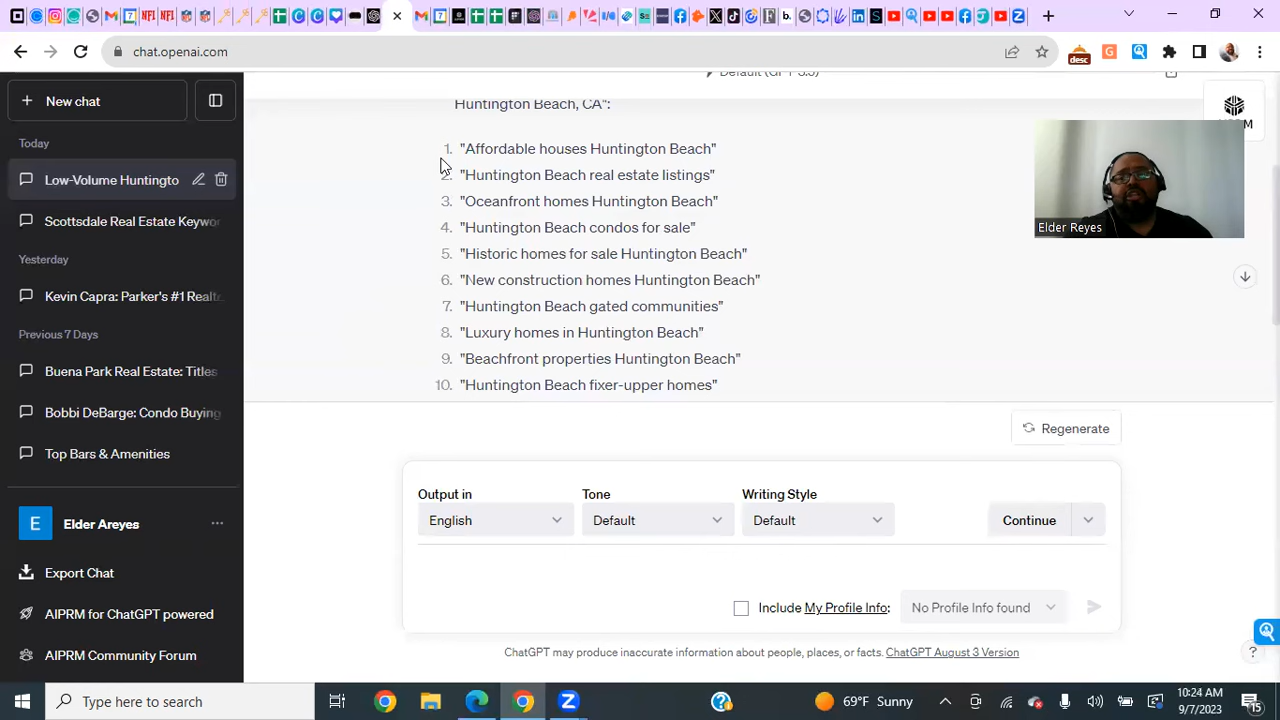 chat.openai.com
desc
New chat
Today
Low-Volume Huntingto
Scottsdale Real Estate Keywor
Yesterday
Kevin Capra: Parker's #1 Realt
Previous 7 Days
Buena Park Real Estate: Titles
Bobbi DeBarge: Condo Buying
Top Bars & Amenities
E Elder Areyes
Export Chat
AIPRM for ChatGPT powered
AIPRM Community Forum
Default (GPT-3.5)
Huntington Beach, CA":
1. "Affordable houses Huntington Beach"
2. "Huntington Beach real estate listings"
3. "Oceanfront homes Huntington Beach"
4. "Huntington Beach condos for sale"
5. "Historic homes for sale Huntington Beach"
6. "New construction homes Huntington Beach"
7. "Huntington Beach gated communities"
8. "Luxury homes in Huntington Beach"
9. "Beachfront properties Huntington Beach"
10. "Huntington Beach fixer-upper homes"
Elder Reyes
Regenerate
Output in Tone Writing Style
English Default Default Continue
Include My Profile Info: No Profile Info found
ChatGPT may produce inaccurate information about people, places, or facts. ChatGPT August 3 Version
?
Type here to search
69°F Sunny
10:24 AM
9/7/2023
15